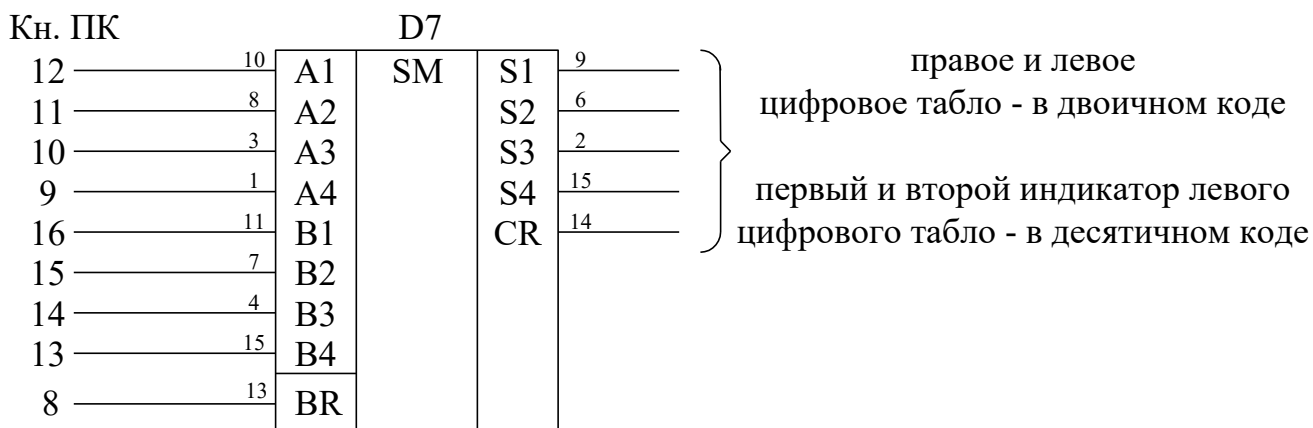 Кн. ПК D7
12 10 A1 SM S1 9 правое и левое
11 8 A2 S2 6 цифровое табло - в двоичном коде
10 3 A3 S3 2
9 1 A4 S4 15 первый и второй индикатор левого
16 11 B1 CR 14 цифрового табло - в десятичном коде
15 7 B2
14 4 B3
13 15 B4
8 13 BR